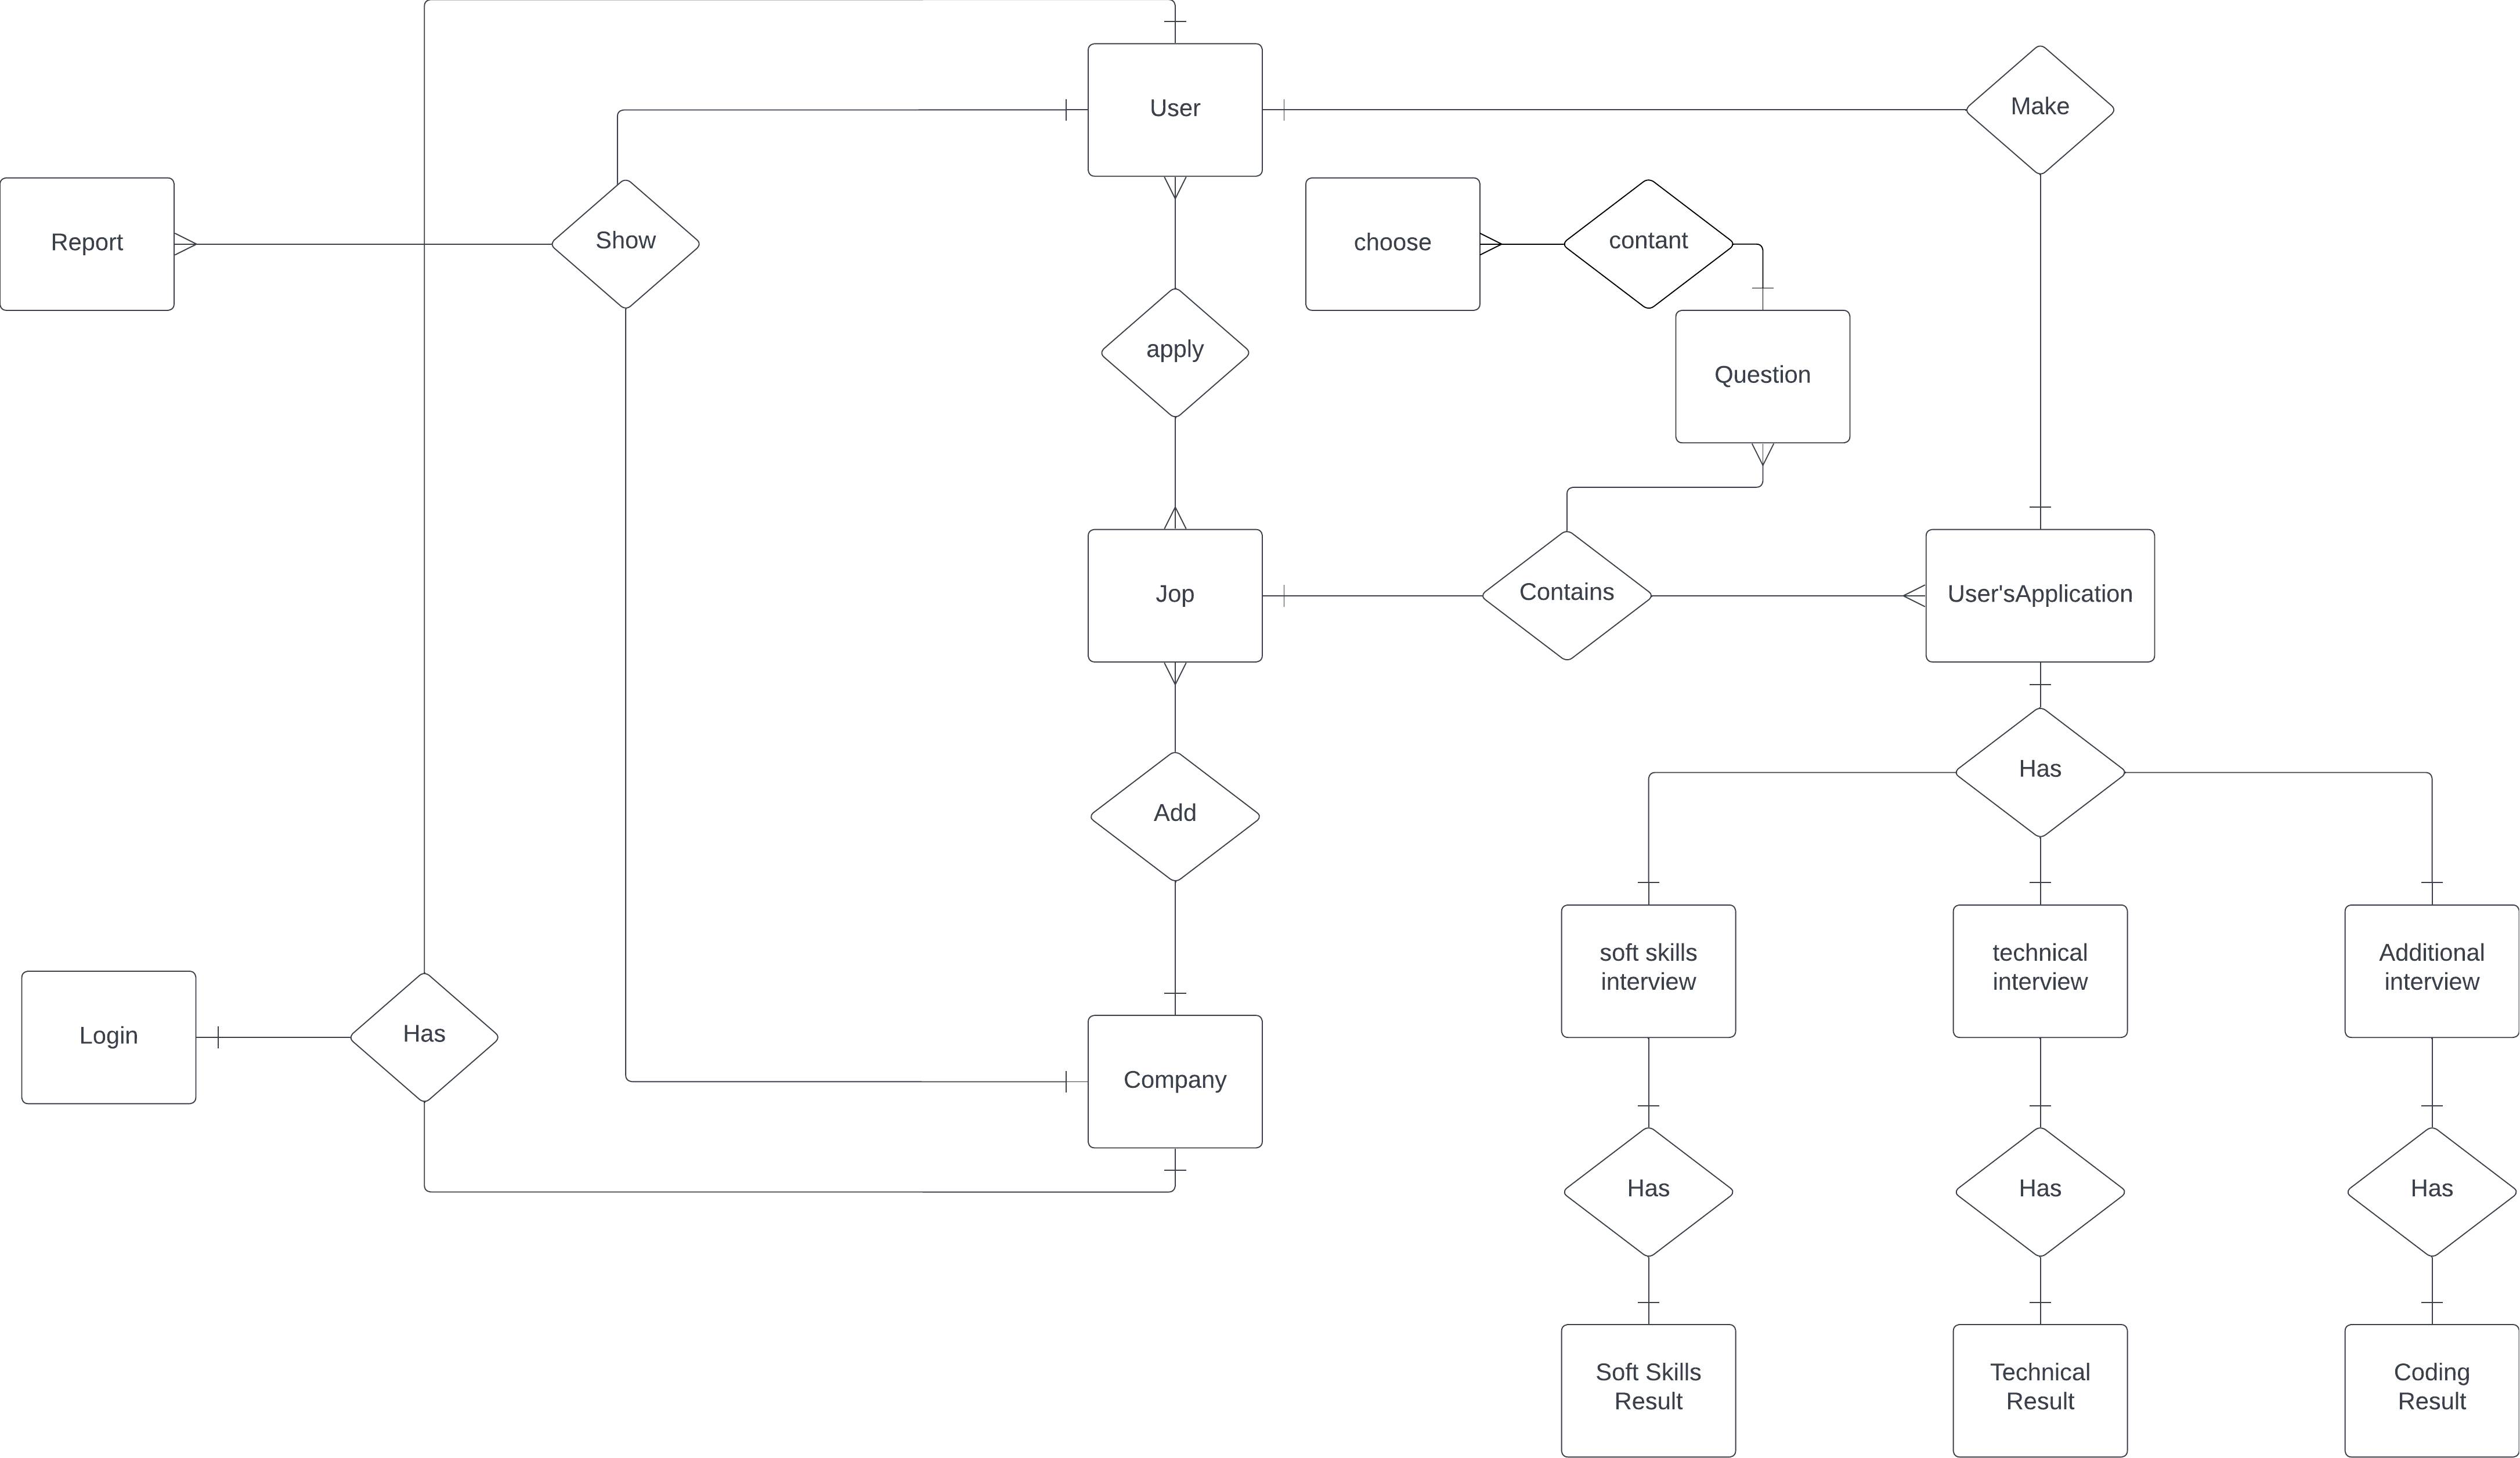 User
Make
Report
Show
choose
contant
apply
Question
Jop
Contains
User'sApplication
Has
Add
soft skills
interview
technical
interview
Additional
interview
Login
Has
Company
Has
Has
Has
Soft Skills
Result
Technical
Result
Coding
Result